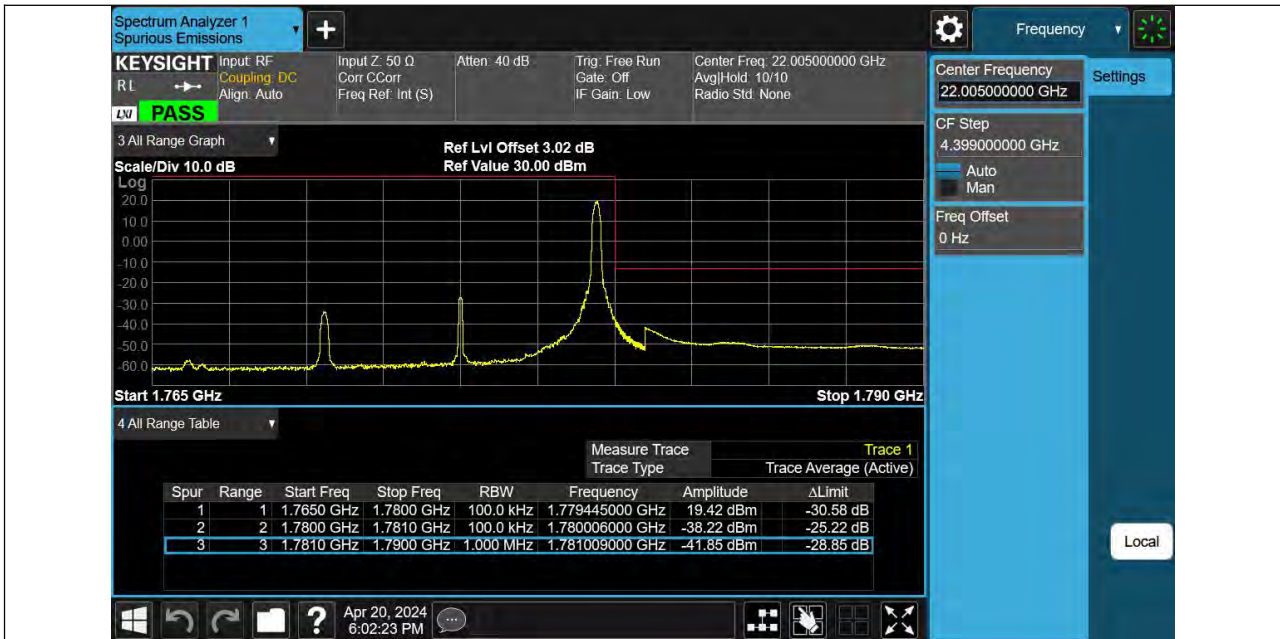 Spectrum Analyzer 1
Spurious Emissions
+
Frequency
KEYSIGHT
R L
LXI
PASS
Input: RF
Coupling: DC
Align: Auto
Input Z: 50 Ω
Corr CCorr
Freq Ref: Int (S)
Atten: 40 dB
Trig: Free Run
Gate: Off
IF Gain: Low
Center Freq: 22.005000000 GHz
Avg|Hold: 10/10
Radio Std: None
Center Frequency
22.005000000 GHz
Settings
CF Step
4.399000000 GHz
Auto
Man
Freq Offset
0 Hz
3 All Range Graph
Ref Lvl Offset 3.02 dB
Scale/Div 10.0 dB
Ref Value 30.00 dBm
Log
20.0
10.0
0.00
-10.0
-20.0
-30.0
-40.0
-50.0
-60.0
Start 1.765 GHz
Stop 1.790 GHz
4 All Range Table
Measure Trace Trace 1
Trace Type Trace Average (Active)
Spur Range Start Freq Stop Freq RBW Frequency Amplitude ΔLimit
1 1 1.7650 GHz 1.7800 GHz 100.0 kHz 1.779445000 GHz 19.42 dBm -30.58 dB
2 2 1.7800 GHz 1.7810 GHz 100.0 kHz 1.780006000 GHz -38.22 dBm -25.22 dB
3 3 1.7810 GHz 1.7900 GHz 1.000 MHz 1.781009000 GHz -41.85 dBm -28.85 dB
Local
?
Apr 20, 2024
6:02:23 PM